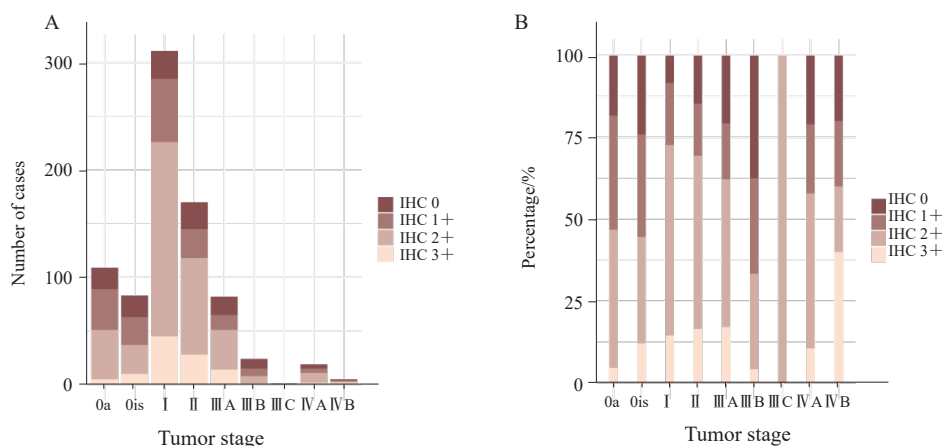 A
Number of cases
300
200
100
0
0a 0is Ⅰ Ⅱ ⅢA ⅢB ⅢC ⅣA ⅣB
Tumor stage
IHC 0
IHC 1+
IHC 2+
IHC 3+
B
Percentage/%
100
75
50
25
0
0a 0is Ⅰ Ⅱ ⅢA ⅢB ⅢC ⅣA ⅣB
Tumor stage
IHC 0
IHC 1+
IHC 2+
IHC 3+